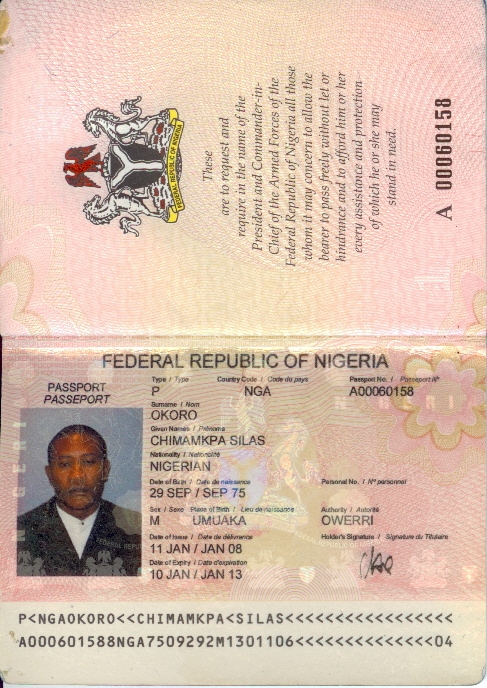 FEDERAL REPUBLIC OF NIGERIA
These
are to request and
require in the name of the
President and Commander-in-
Chief of the Armed Forces of the
Federal Republic of Nigeria all those
whom it may concern to allow the
bearer to pass freely without let or
hindrance and to afford him or her
every assistance and protection
of which he or she may
stand in need.
A 00060158
FEDERAL REPUBLIC OF NIGERIA
PASSPORT
PASSEPORT
Type / Type Country Code / Code du pays Passport No. / Passeport N°
P NGA A00060158
Surname / Nom
OKORO
Given Names / Prénoms
CHIMAMKPA SILAS
Nationality / Nationalité
NIGERIAN
Date of Birth / Date de naissance Personal No. / N° personnel
29 SEP / SEP 75
Sex / Sexe Place of Birth / Lieu de naissance Authority / Autorité
M UMUAKA OWERRI
Date of Issue / Date de délivrance Holder's Signature / Signature du Titulaire
11 JAN / JAN 08
Date of Expiry / Date d'expiration
10 JAN / JAN 13
P<NGAOKORO<<CHIMAMKPA<SILAS<<<<<<<<<<<<<<<<<
A000601588NGA7509292M1301106<<<<<<<<<<<<<<04